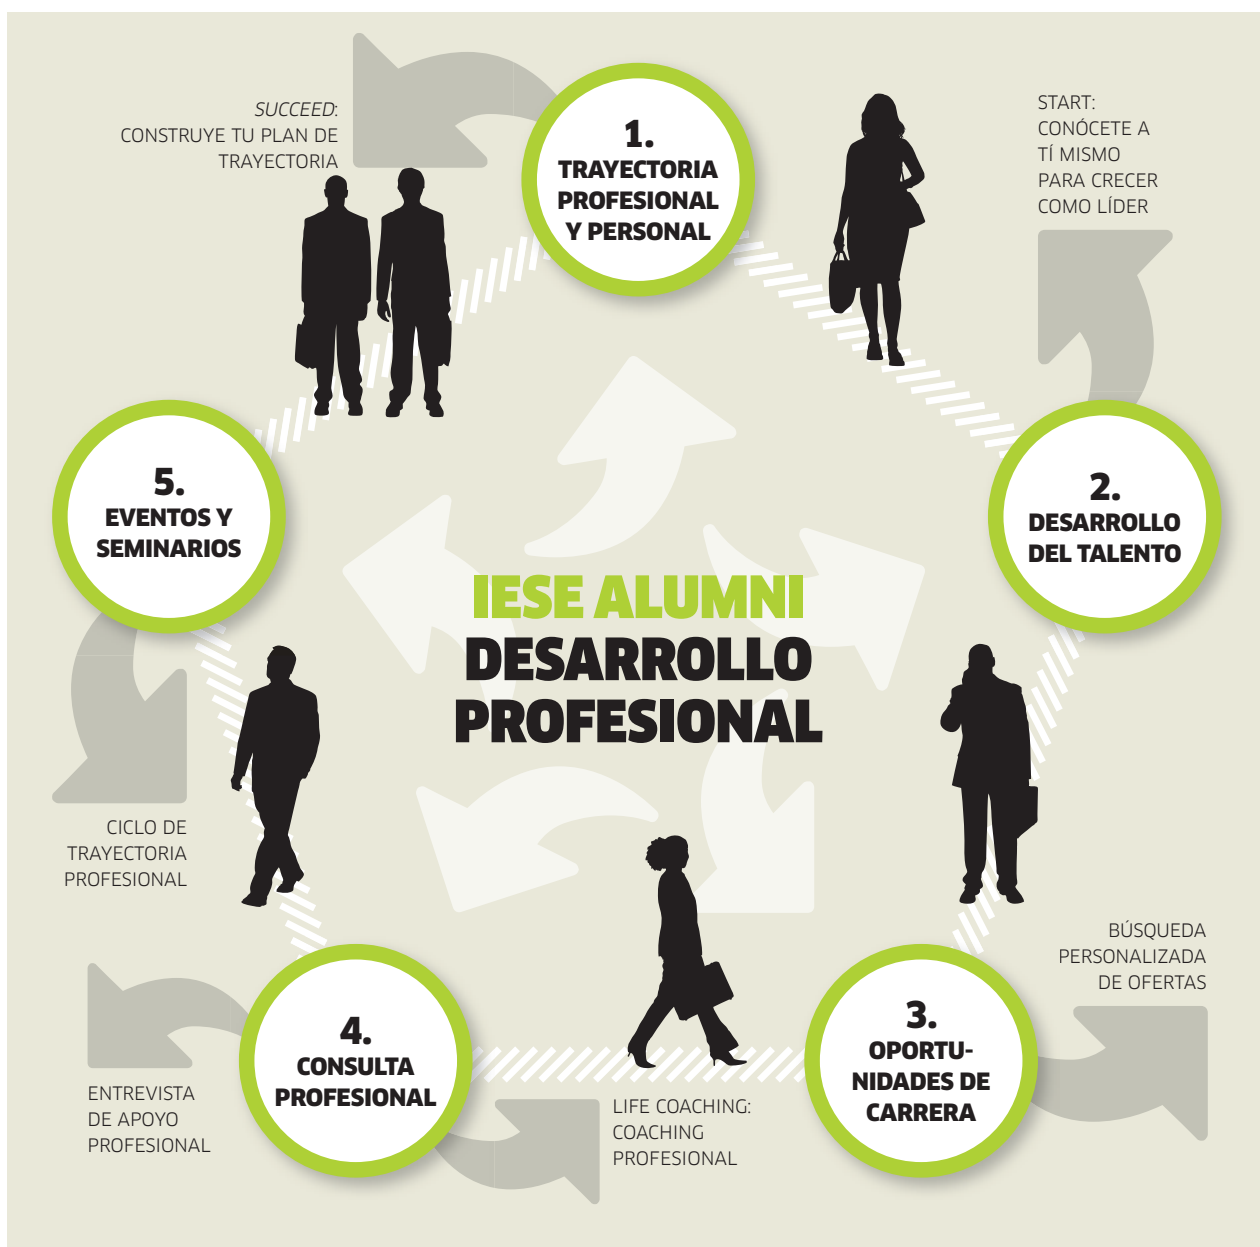 SUCCEED:
CONSTRUYE TU PLAN DE
TRAYECTORIA
1.
TRAYECTORIA
PROFESIONAL
Y PERSONAL
START:
CONÓCETE A
TÍ MISMO
PARA CRECER
COMO LÍDER
5.
EVENTOS Y
SEMINARIOS
2.
DESARROLLO
DEL TALENTO
IESE ALUMNI
DESARROLLO
PROFESIONAL
CICLO DE
TRAYECTORIA
PROFESIONAL
BÚSQUEDA
PERSONALIZADA
DE OFERTAS
4.
CONSULTA
PROFESIONAL
3.
OPORTU-
NIDADES DE
CARRERA
ENTREVISTA
DE APOYO
PROFESIONAL
LIFE COACHING:
COACHING
PROFESIONAL